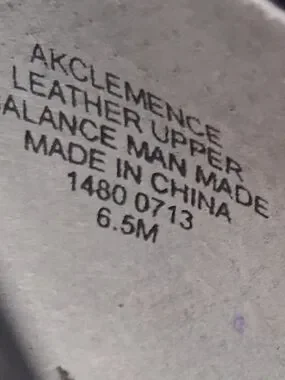 AKCLEMENCE
LEATHER UPPER
ALANCE MAN MADE
MADE IN CHINA
1480 0713
6.5M